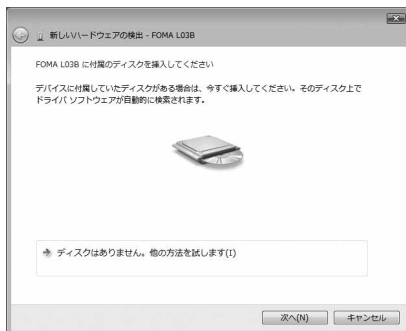 新しいハードウェアの検出 - FOMA L03B
FOMA L03B に付属のディスクを挿入してください
デバイスに付属していたディスクがある場合は、今すぐ挿入してください。そのディスク上で
ドライバ ソフトウェアが自動的に検索されます。
ディスクはありません。他の方法を試します(I)
次へ(N)
キャンセル